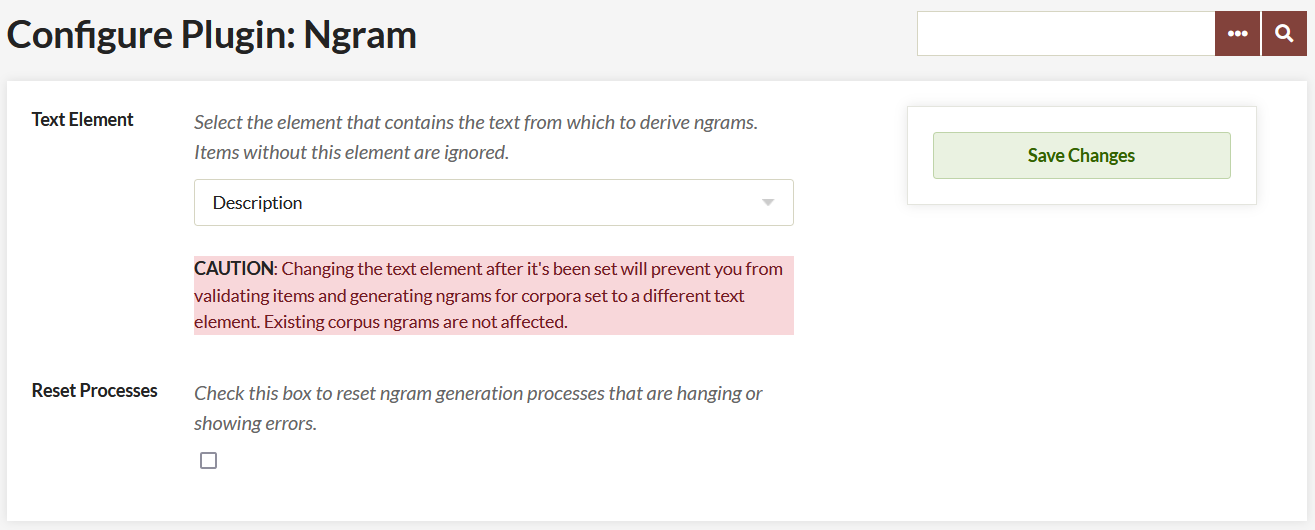 Configure Plugin: Ngram
Text Element
Select the element that contains the text from which to derive ngrams.
Items without this element are ignored.
Description
CAUTION: Changing the text element after it's been set will prevent you from
validating items and generating ngrams for corpora set to a different text
element. Existing corpus ngrams are not affected.
Save Changes
Reset Processes
Check this box to reset ngram generation processes that are hanging or
showing errors.